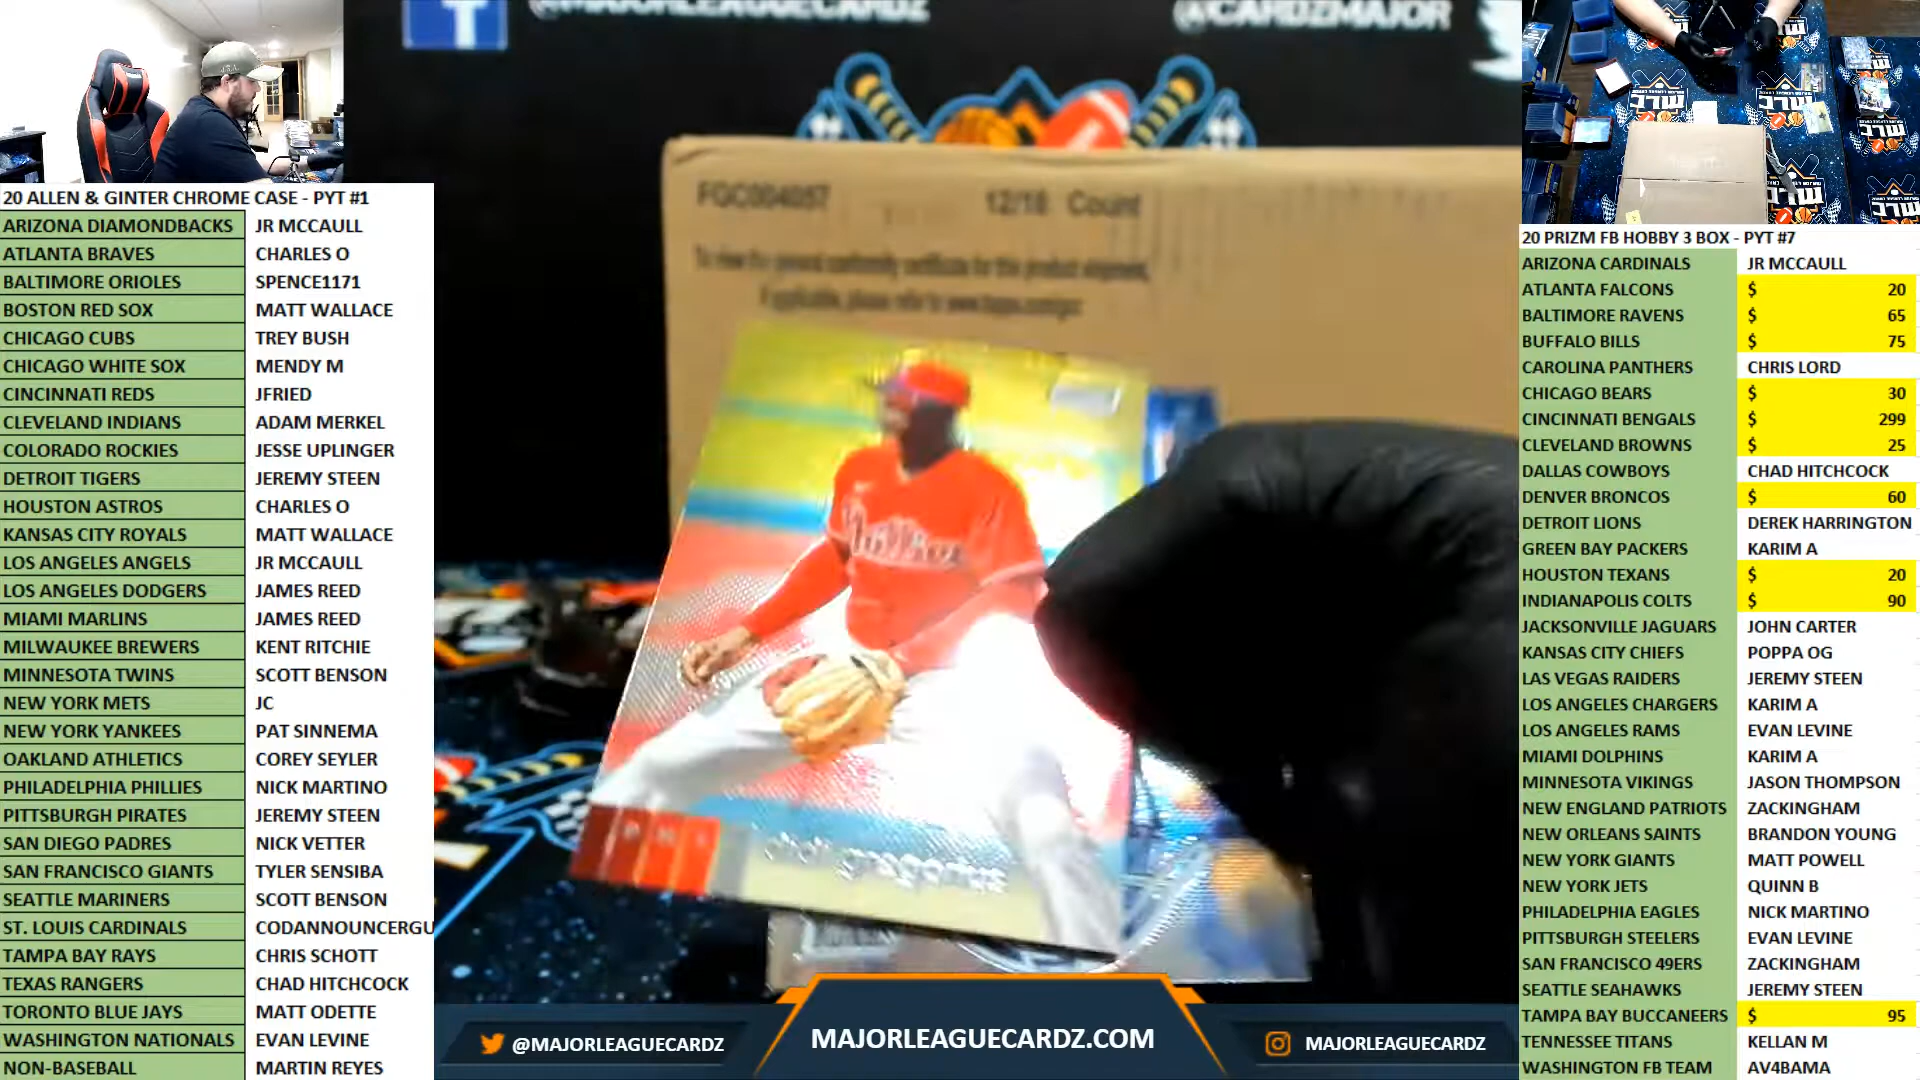 @MAJORLEAGUECARDZ
@CARDZMAJOR
FGC004057
12/18 Count
20 ALLEN & GINTER CHROME CASE - PYT #1
ARIZONA DIAMONDBACKS JR MCCAULL
ATLANTA BRAVES CHARLES O
BALTIMORE ORIOLES SPENCE1171
BOSTON RED SOX MATT WALLACE
CHICAGO CUBS TREY BUSH
CHICAGO WHITE SOX MENDY M
CINCINNATI REDS JFRIED
CLEVELAND INDIANS ADAM MERKEL
COLORADO ROCKIES JESSE UPLINGER
DETROIT TIGERS JEREMY STEEN
HOUSTON ASTROS CHARLES O
KANSAS CITY ROYALS MATT WALLACE
LOS ANGELES ANGELS JR MCCAULL
LOS ANGELES DODGERS JAMES REED
MIAMI MARLINS JAMES REED
MILWAUKEE BREWERS KENT RITCHIE
MINNESOTA TWINS SCOTT BENSON
NEW YORK METS JC
NEW YORK YANKEES PAT SINNEMA
OAKLAND ATHLETICS COREY SEYLER
PHILADELPHIA PHILLIES NICK MARTINO
PITTSBURGH PIRATES JEREMY STEEN
SAN DIEGO PADRES NICK VETTER
SAN FRANCISCO GIANTS TYLER SENSIBA
SEATTLE MARINERS SCOTT BENSON
ST. LOUIS CARDINALS CODANNOUNCERGU
TAMPA BAY RAYS CHRIS SCHOTT
TEXAS RANGERS CHAD HITCHCOCK
TORONTO BLUE JAYS MATT ODETTE
WASHINGTON NATIONALS EVAN LEVINE
NON-BASEBALL MARTIN REYES
Phillies
didi gregorius
@MAJORLEAGUECARDZ
MAJORLEAGUECARDZ.COM
MAJORLEAGUECARDZ
20 PRIZM FB HOBBY 3 BOX - PYT #7
ARIZONA CARDINALS JR MCCAULL
ATLANTA FALCONS $ 20
BALTIMORE RAVENS $ 65
BUFFALO BILLS $ 75
CAROLINA PANTHERS CHRIS LORD
CHICAGO BEARS $ 30
CINCINNATI BENGALS $ 299
CLEVELAND BROWNS $ 25
DALLAS COWBOYS CHAD HITCHCOCK
DENVER BRONCOS $ 60
DETROIT LIONS DEREK HARRINGTON
GREEN BAY PACKERS KARIM A
HOUSTON TEXANS $ 20
INDIANAPOLIS COLTS $ 90
JACKSONVILLE JAGUARS JOHN CARTER
KANSAS CITY CHIEFS POPPA OG
LAS VEGAS RAIDERS JEREMY STEEN
LOS ANGELES CHARGERS KARIM A
LOS ANGELES RAMS EVAN LEVINE
MIAMI DOLPHINS KARIM A
MINNESOTA VIKINGS JASON THOMPSON
NEW ENGLAND PATRIOTS ZACKINGHAM
NEW ORLEANS SAINTS BRANDON YOUNG
NEW YORK GIANTS MATT POWELL
NEW YORK JETS QUINN B
PHILADELPHIA EAGLES NICK MARTINO
PITTSBURGH STEELERS EVAN LEVINE
SAN FRANCISCO 49ERS ZACKINGHAM
SEATTLE SEAHAWKS JEREMY STEEN
TAMPA BAY BUCCANEERS $ 95
TENNESSEE TITANS KELLAN M
WASHINGTON FB TEAM AV4BAMA